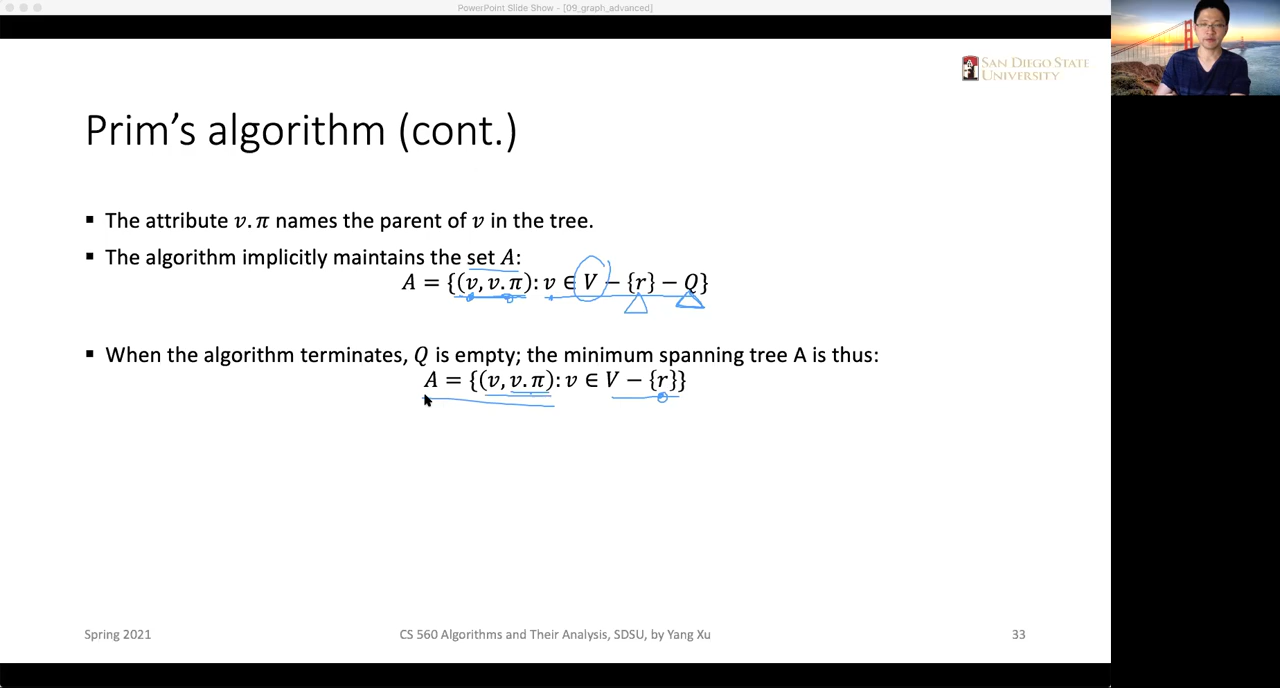 PowerPoint Slide Show - [09_graph_advanced]
SAN DIEGO STATE
UNIVERSITY
Prim’s algorithm (cont.)
▪ The attribute 𝑣.𝜋 names the parent of 𝑣 in the tree.
▪ The algorithm implicitly maintains the set 𝐴:
𝐴 = {(𝑣, 𝑣.𝜋): 𝑣 ∈ 𝑉 − {𝑟} − 𝑄}
▪ When the algorithm terminates, 𝑄 is empty; the minimum spanning tree A is thus:
𝐴 = {(𝑣, 𝑣.𝜋): 𝑣 ∈ 𝑉 − {𝑟}}
Spring 2021
CS 560 Algorithms and Their Analysis, SDSU, by Yang Xu
33